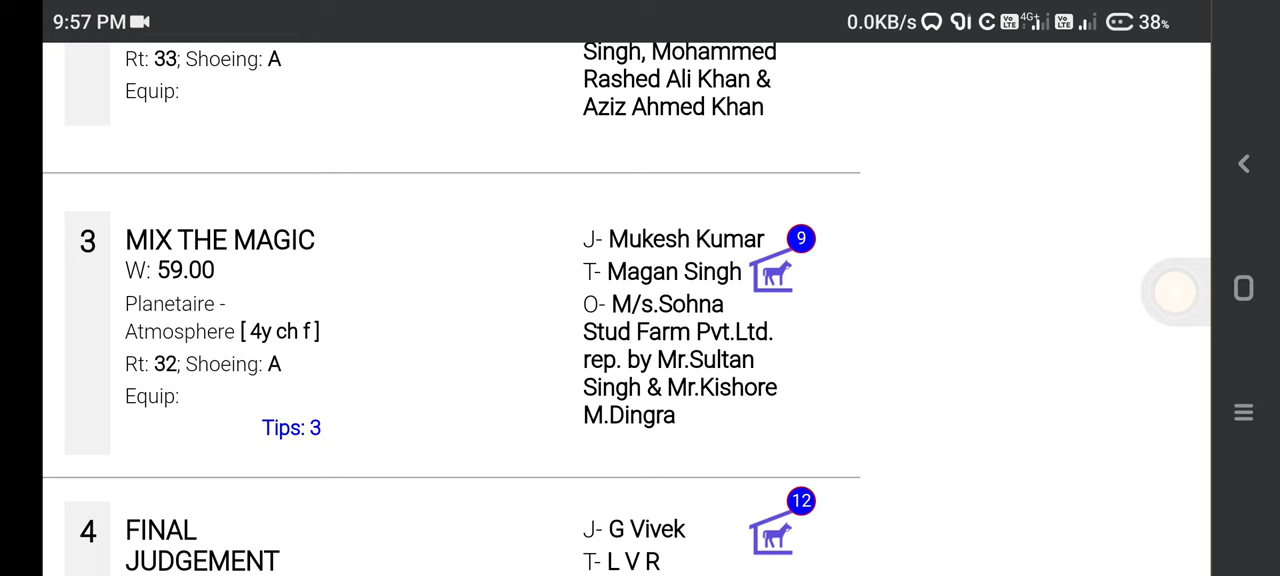 9:57 PM
0.0KB/s 4G+ 38%
Rt: 33; Shoeing: A
Equip:
Singh, Mohammed
Rashed Ali Khan &
Aziz Ahmed Khan
3
MIX THE MAGIC
W: 59.00
Planetaire -
Atmosphere [ 4y ch f ]
Rt: 32; Shoeing: A
Equip:
Tips: 3
J- Mukesh Kumar
9
T- Magan Singh
O- M/s.Sohna
Stud Farm Pvt.Ltd.
rep. by Mr.Sultan
Singh & Mr.Kishore
M.Dingra
4
FINAL
JUDGEMENT
12
J- G Vivek
T- L V R